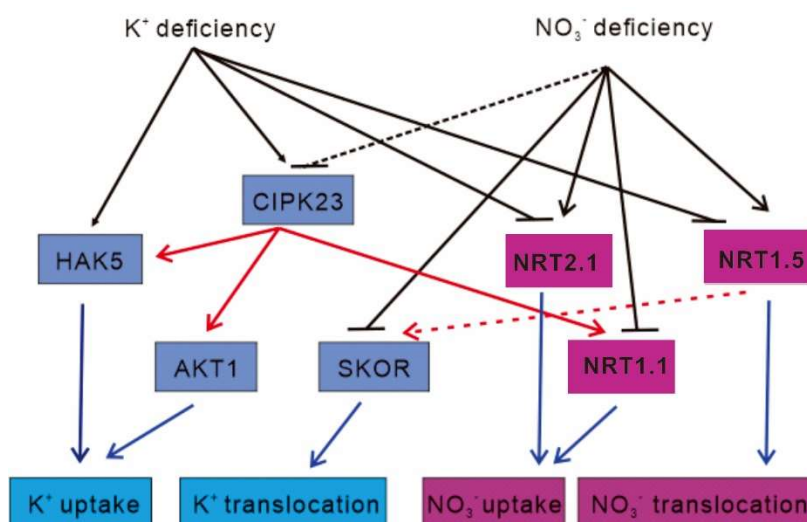 K⁺ deficiency
NO₃⁻ deficiency
CIPK23
HAK5
NRT2.1
NRT1.5
AKT1
SKOR
NRT1.1
K⁺ uptake
K⁺ translocation
NO₃⁻ uptake
NO₃⁻ translocation